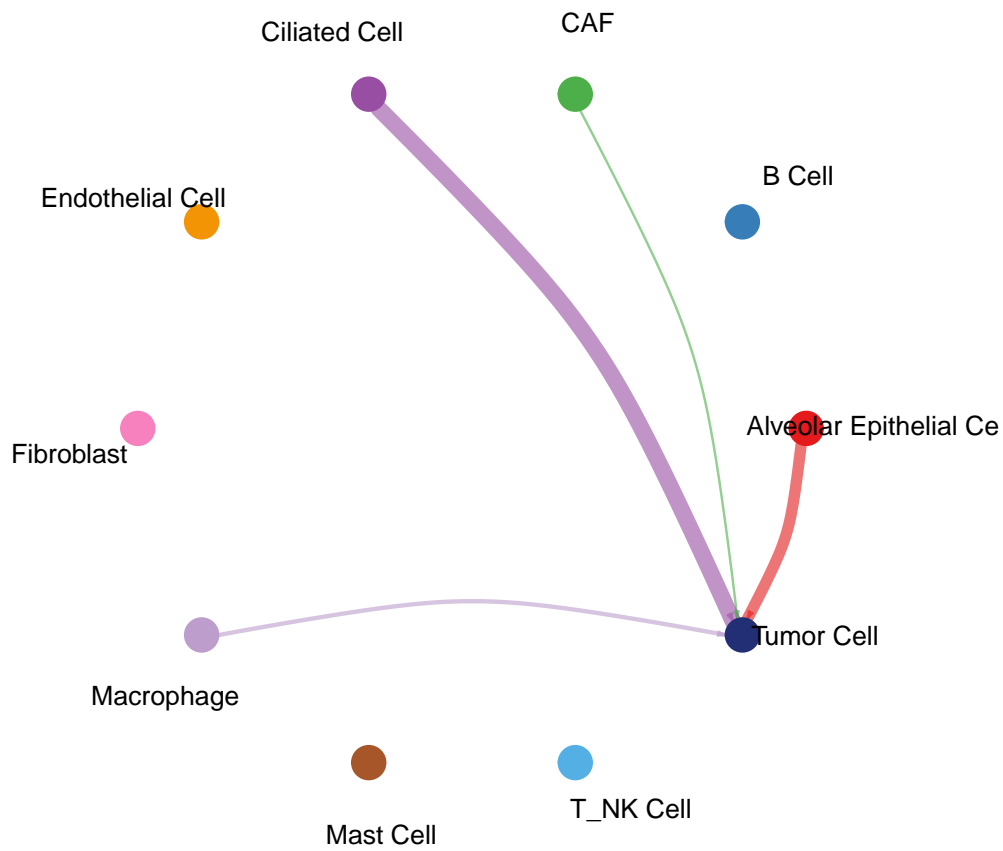 CAF
Ciliated Cell
B Cell
Endothelial Cell
Alveolar Epithelial Ce
Fibroblast
Tumor Cell
Macrophage
T_NK Cell
Mast Cell